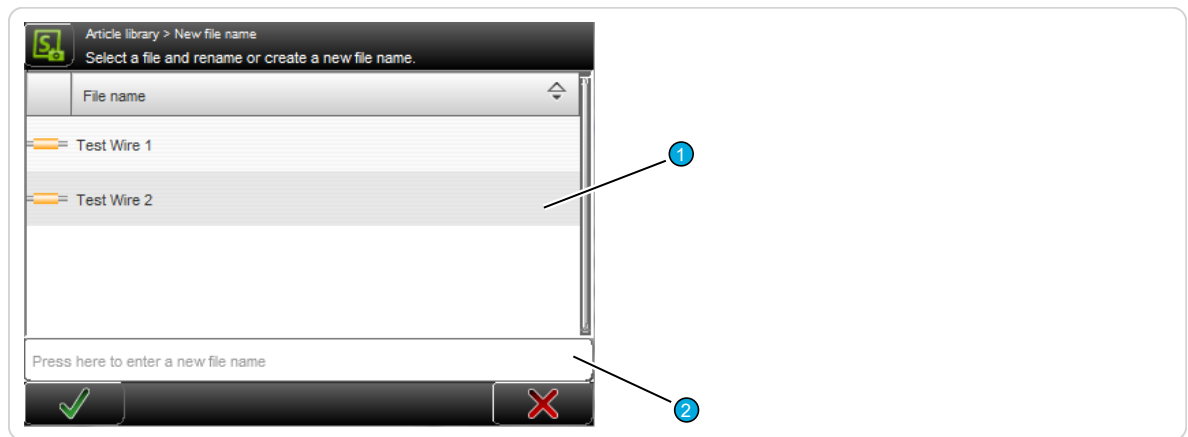 Article library > New file name
Select a file and rename or create a new file name.
File name
Test Wire 1
1
Test Wire 2
Press here to enter a new file name
2